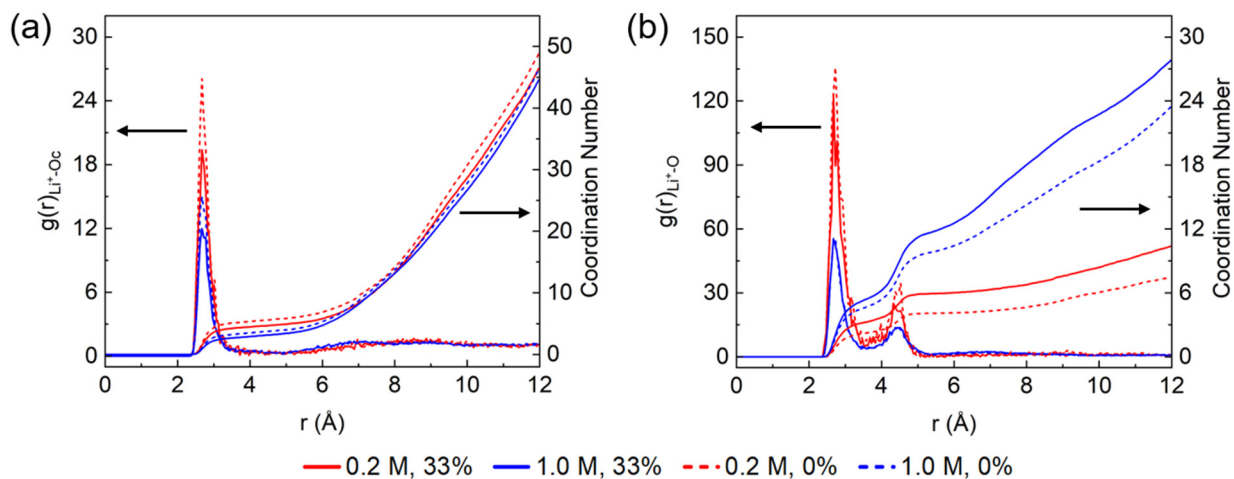 (a)
30
24
18
12
6
0
g(r)Li⁺-Oc
50
40
30
20
10
0
Coordination Number
0 2 4 6 8 10 12
r (Å)
(b)
150
120
90
60
30
0
g(r)Li⁺-O
30
24
18
12
6
0
Coordination Number
0 2 4 6 8 10 12
r (Å)
0.2 M, 33% 1.0 M, 33% 0.2 M, 0% 1.0 M, 0%